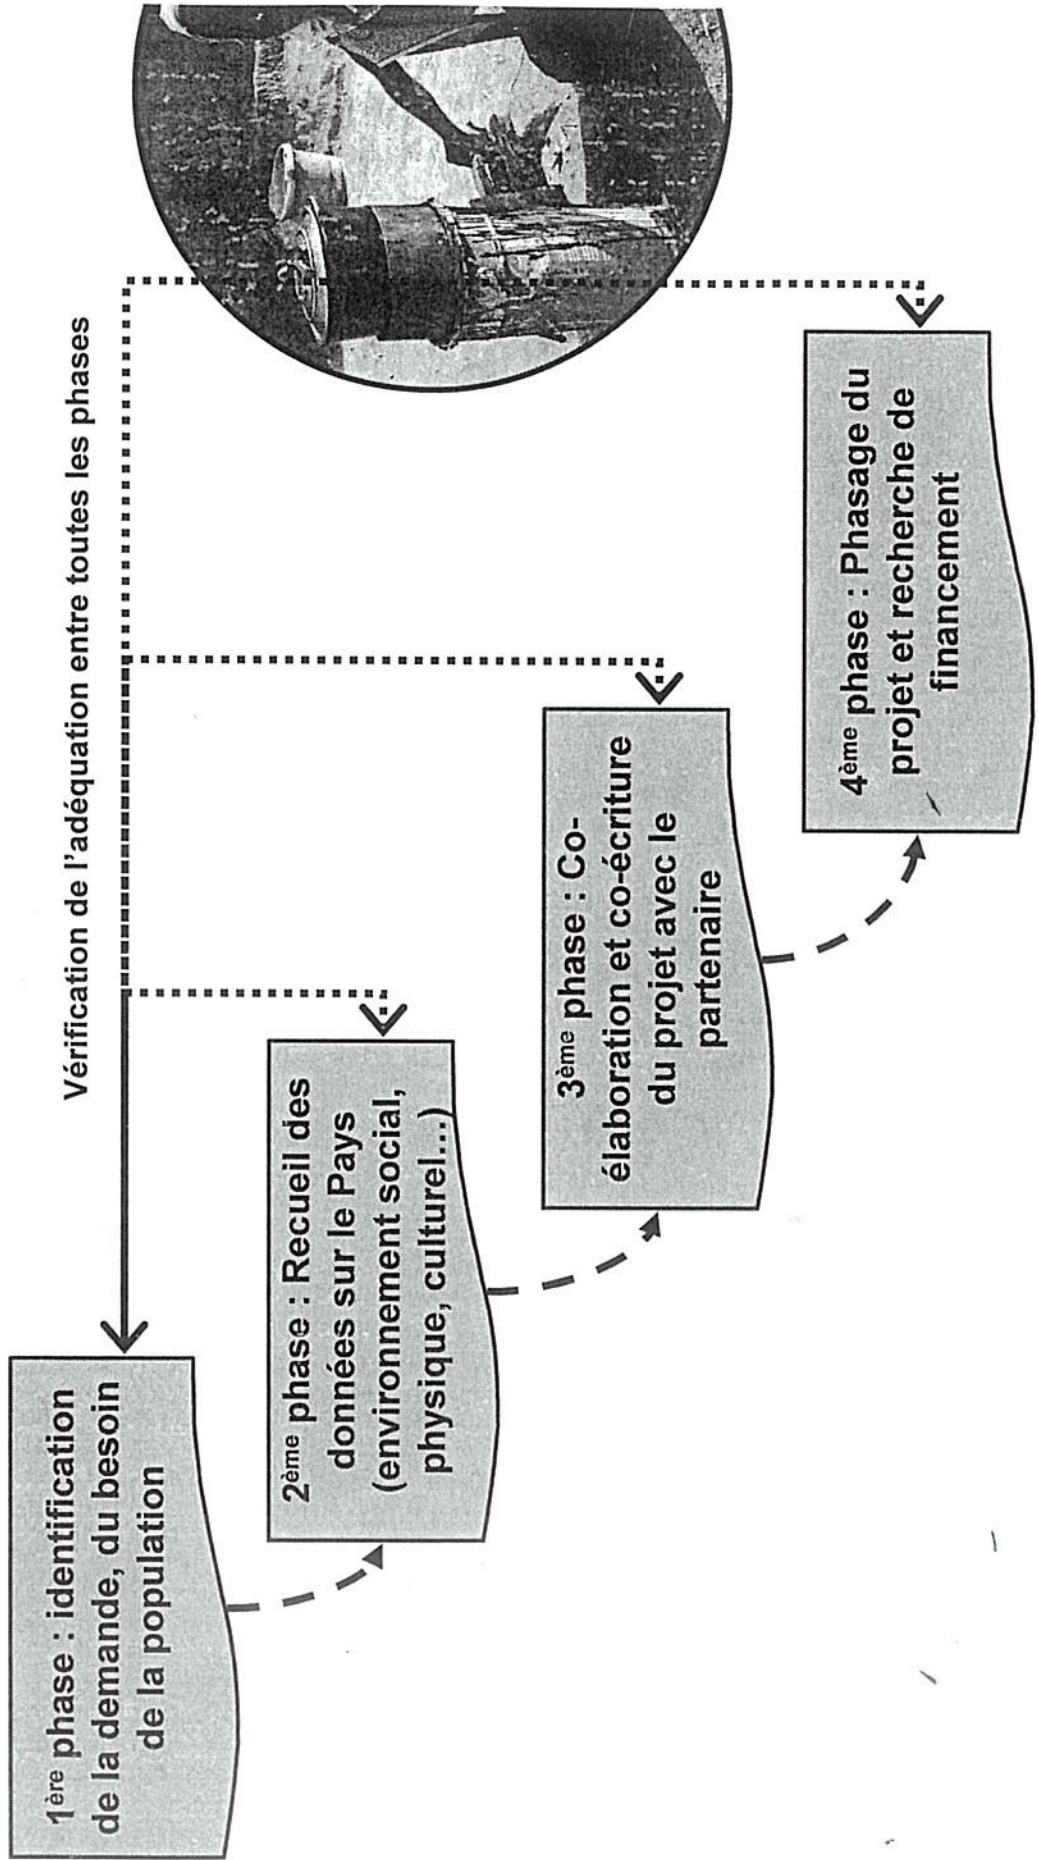 Vérification de l'adéquation entre toutes les phases
1ère phase : identification
de la demande, du besoin
de la population
2ème phase : Recueil des
données sur le Pays
(environnement social,
physique, culturel...)
3ème phase : Co-
élaboration et co-écriture
du projet avec le
partenaire
4ème phase : Phasage du
projet et recherche de
financement